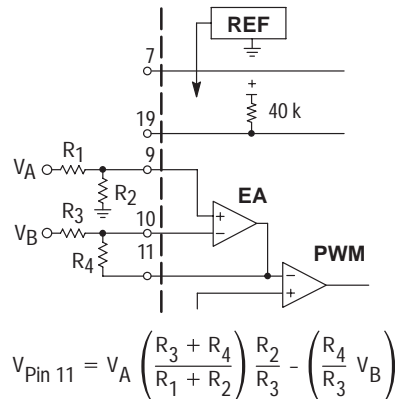 REF
7
+
40 k
19
9
V_A
R_1
R_2
EA
+
-
10
V_B
R_3
11
R_4
PWM
-
+
V_Pin 11 = V_A ( (R_3 + R_4) / (R_1 + R_2) ) R_2 / R_3 - ( R_4 / R_3 V_B )